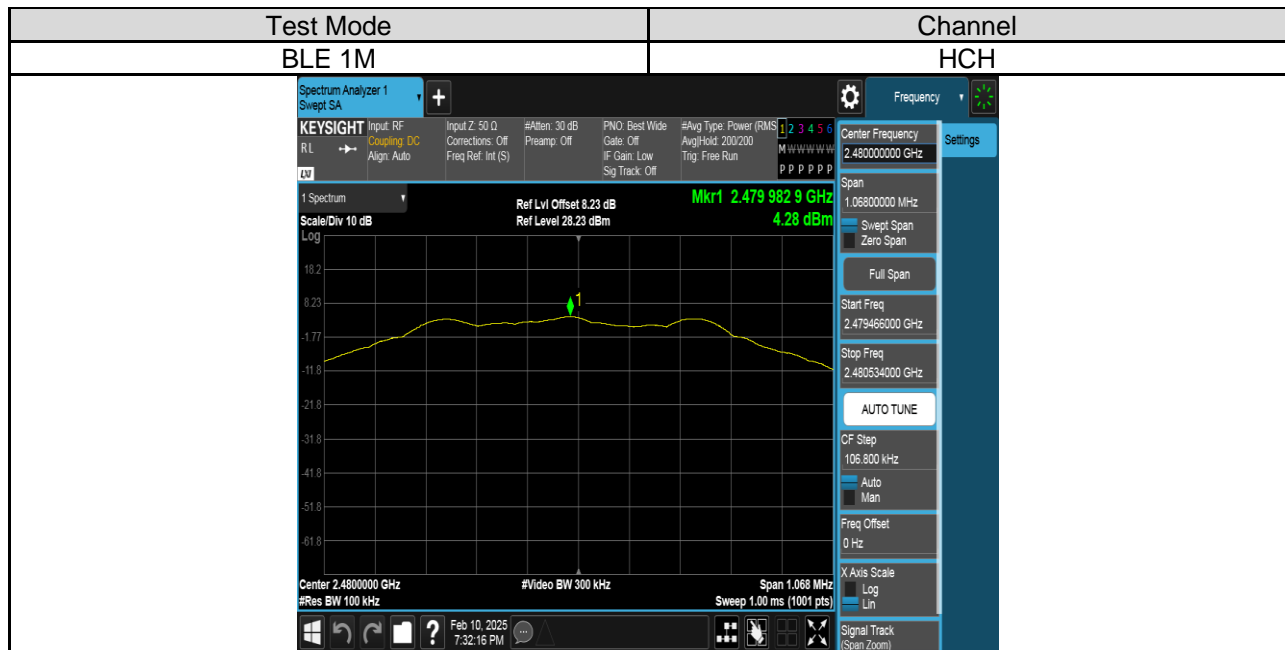 Test Mode
Channel
BLE 1M
HCH
Spectrum Analyzer 1
Swept SA
+
Frequency
KEYSIGHT
RL
LXI
Input: RF
Coupling: DC
Align: Auto
Input Z: 50 Ω
Corrections: Off
Freq Ref: Int (S)
#Atten: 30 dB
Preamp: Off
PNO: Best Wide
Gate: Off
IF Gain: Low
Sig Track: Off
#Avg Type: Power (RMS
Avg|Hold: 200/200
Trig: Free Run
1 2 3 4 5 6
M W W W W W
P P P P P P
Center Frequency
2.480000000 GHz
Settings
Span
1.06800000 MHz
Swept Span
Zero Span
Full Span
Start Freq
2.479466000 GHz
Stop Freq
2.480534000 GHz
AUTO TUNE
CF Step
106.800 kHz
Auto
Man
Freq Offset
0 Hz
X Axis Scale
Log
Lin
Signal Track
(Span Zoom)
1 Spectrum
Scale/Div 10 dB
Log
Ref Lvl Offset 8.23 dB
Ref Level 28.23 dBm
Mkr1 2.479 982 9 GHz
4.28 dBm
18.2
8.23
1
-1.77
-11.8
-21.8
-31.8
-41.8
-51.8
-61.8
Center 2.4800000 GHz
#Video BW 300 kHz
Span 1.068 MHz
#Res BW 100 kHz
Sweep 1.00 ms (1001 pts)
?
Feb 10, 2025
7:32:16 PM